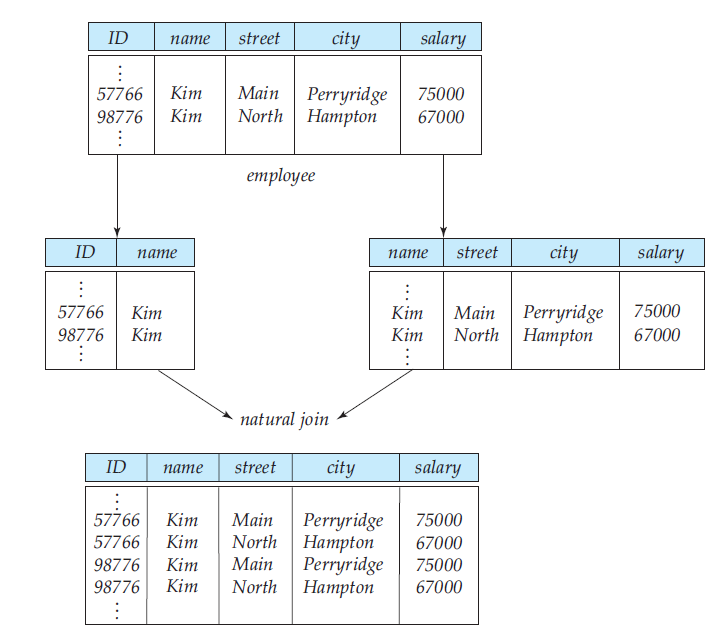 ID name street city salary
⋮
57766 Kim Main Perryridge 75000
98776 Kim North Hampton 67000
⋮
employee
ID name
⋮
57766 Kim
98776 Kim
⋮
name street city salary
⋮
Kim Main Perryridge 75000
Kim North Hampton 67000
⋮
natural join
ID name street city salary
⋮
57766 Kim Main Perryridge 75000
57766 Kim North Hampton 67000
98776 Kim Main Perryridge 75000
98776 Kim North Hampton 67000
⋮